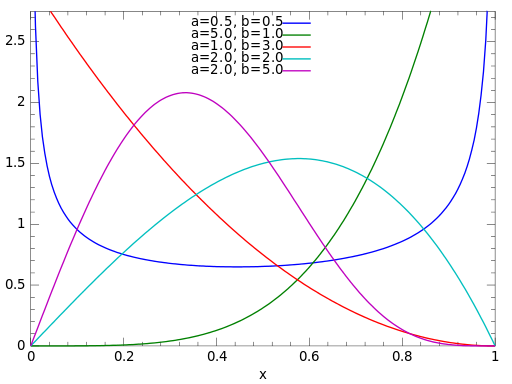 a=0.5, b=0.5
a=5.0, b=1.0
a=1.0, b=3.0
a=2.0, b=2.0
a=2.0, b=5.0
2.5
2
1.5
1
0.5
0
0 0.2 0.4 0.6 0.8 1
x